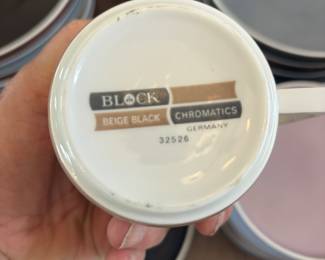 BLOCK
BEIGE BLACK CHROMATICS
GERMANY
32526